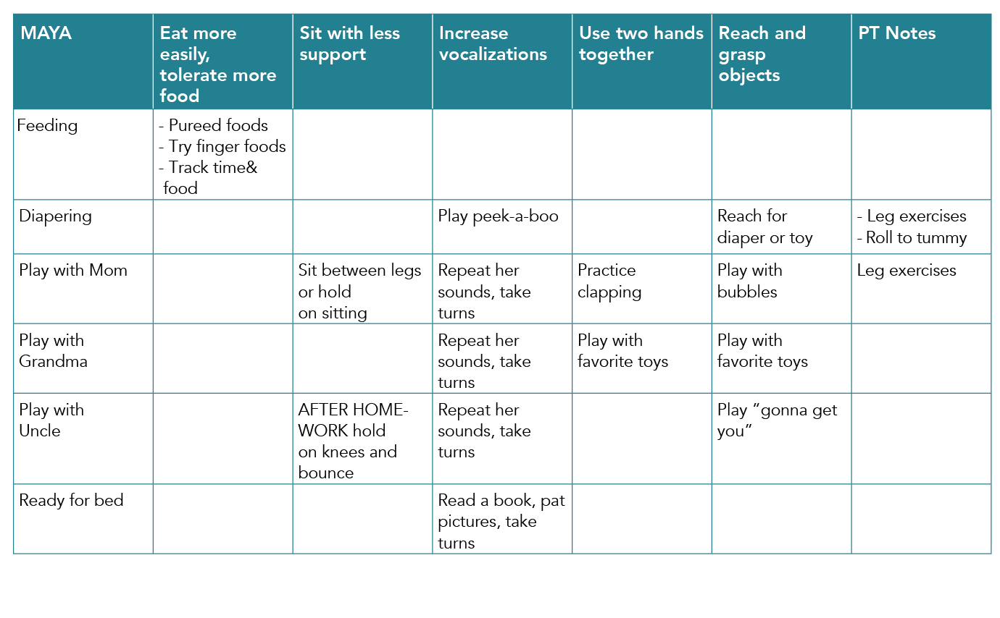 MAYA
Eat more
easily,
tolerate more
food
Sit with less
support
Increase
vocalizations
Use two hands
together
Reach and
grasp
objects
PT Notes
Feeding
- Pureed foods
- Try finger foods
- Track time&
food
Diapering
Play peek-a-boo
Reach for
diaper or toy
- Leg exercises
- Roll to tummy
Play with Mom
Sit between legs
or hold
on sitting
Repeat her
sounds, take
turns
Practice
clapping
Play with
bubbles
Leg exercises
Play with
Grandma
Repeat her
sounds, take
turns
Play with
favorite toys
Play with
favorite toys
Play with
Uncle
AFTER HOME-
WORK hold
on knees and
bounce
Repeat her
sounds, take
turns
Play “gonna get
you”
Ready for bed
Read a book, pat
pictures, take
turns